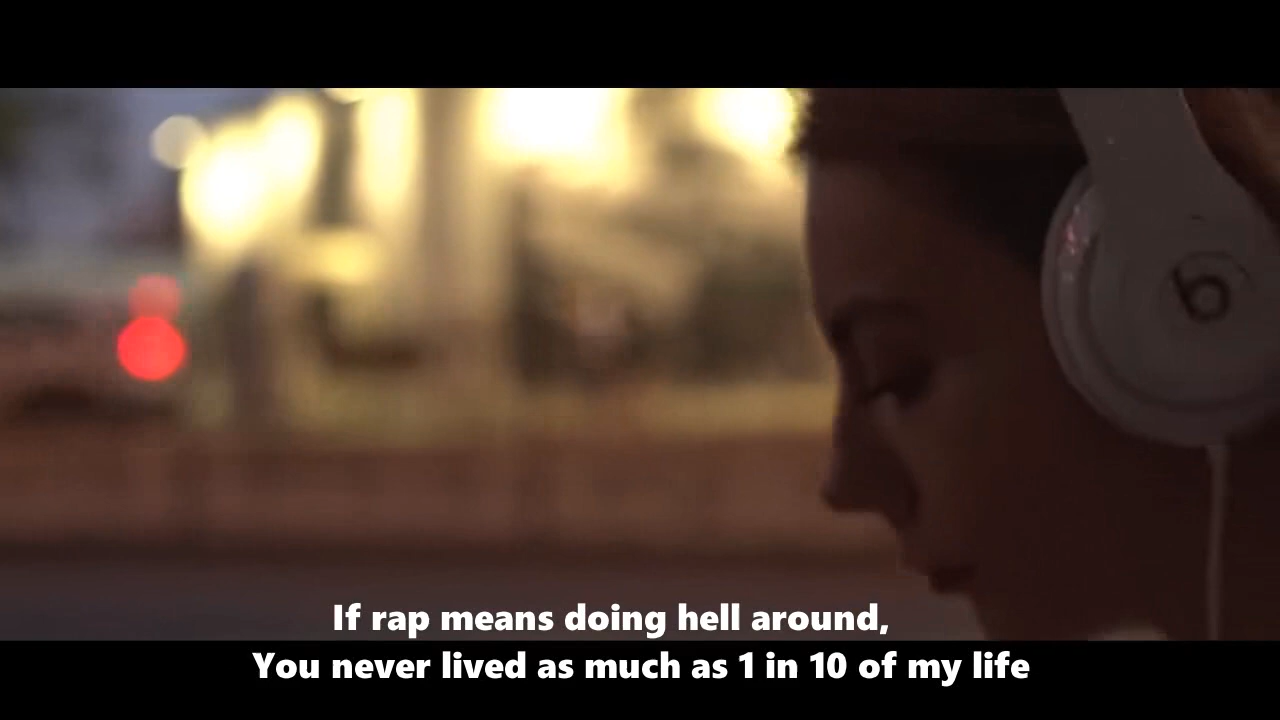 If rap means doing hell around,
You never lived as much as 1 in 10 of my life